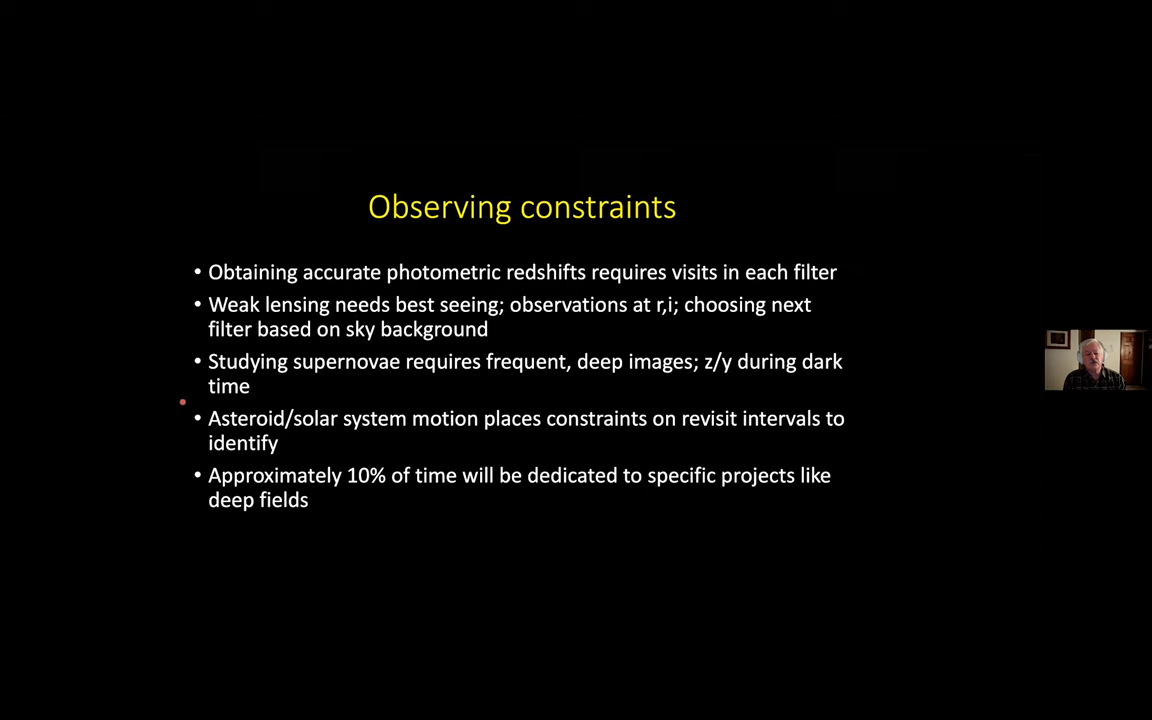 Observing constraints
• Obtaining accurate photometric redshifts requires visits in each filter
• Weak lensing needs best seeing; observations at r,i; choosing next
filter based on sky background
• Studying supernovae requires frequent, deep images; z/y during dark
time
• Asteroid/solar system motion places constraints on revisit intervals to
identify
• Approximately 10% of time will be dedicated to specific projects like
deep fields